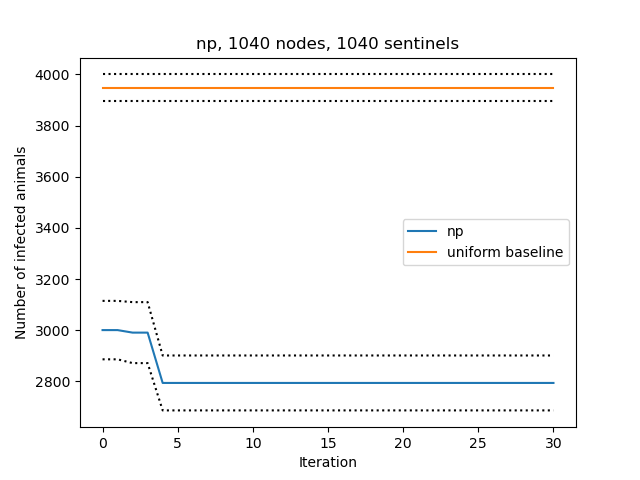 np, 1040 nodes, 1040 sentinels
Number of infected animals
4000
3800
3600
3400
3200
3000
2800
np
uniform baseline
0 5 10 15 20 25 30
Iteration